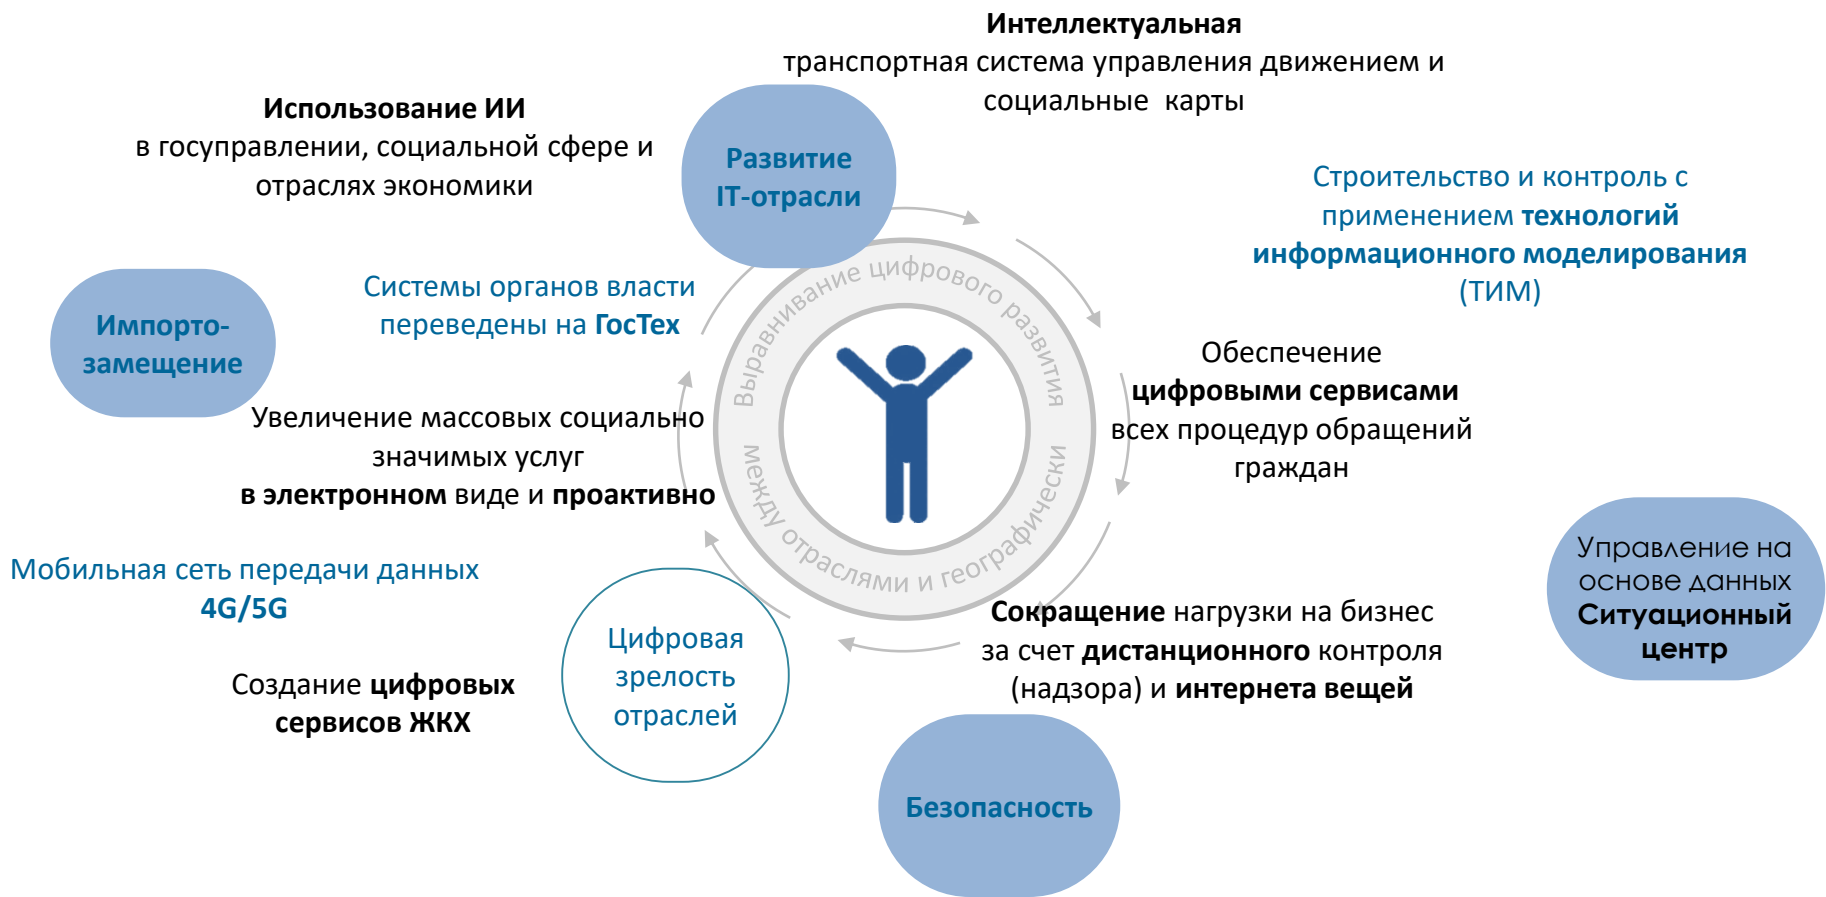 Интеллектуальная
транспортная система управления движением и
социальные карты
Использование ИИ
в госуправлении, социальной сфере и
отраслях экономики
Развитие
IT-отрасли
Строительство и контроль с
применением технологий
информационного моделирования
(ТИМ)
Системы органов власти
переведены на ГосТех
Импорто-
замещение
Выравнивание цифрового развития
между отраслями и географически
Обеспечение
цифровыми сервисами
всех процедур обращений
граждан
Увеличение массовых социально
значимых услуг
в электронном виде и проактивно
Управление на
основе данных
Ситуационный
центр
Мобильная сеть передачи данных
4G/5G
Цифровая
зрелость
отраслей
Сокращение нагрузки на бизнес
за счет дистанционного контроля
(надзора) и интернета вещей
Создание цифровых
сервисов ЖКХ
Безопасность